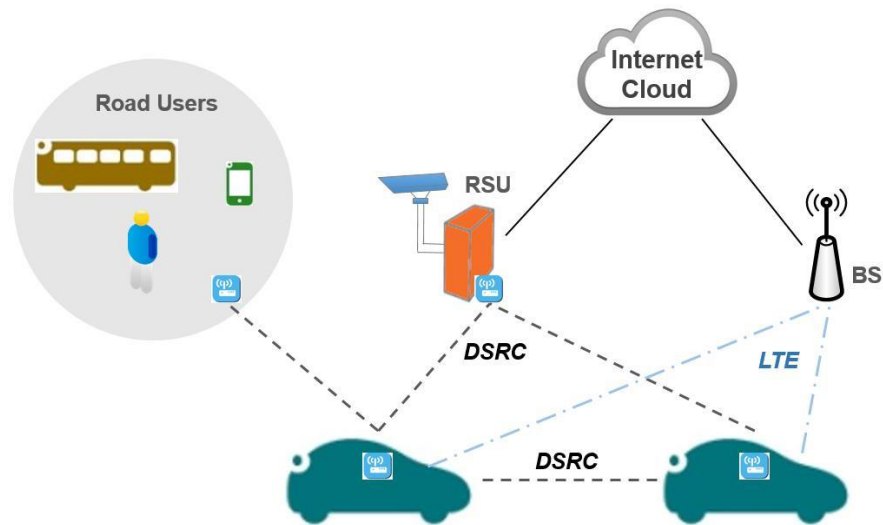 Internet
Cloud
Road Users
RSU
BS
DSRC
LTE
DSRC